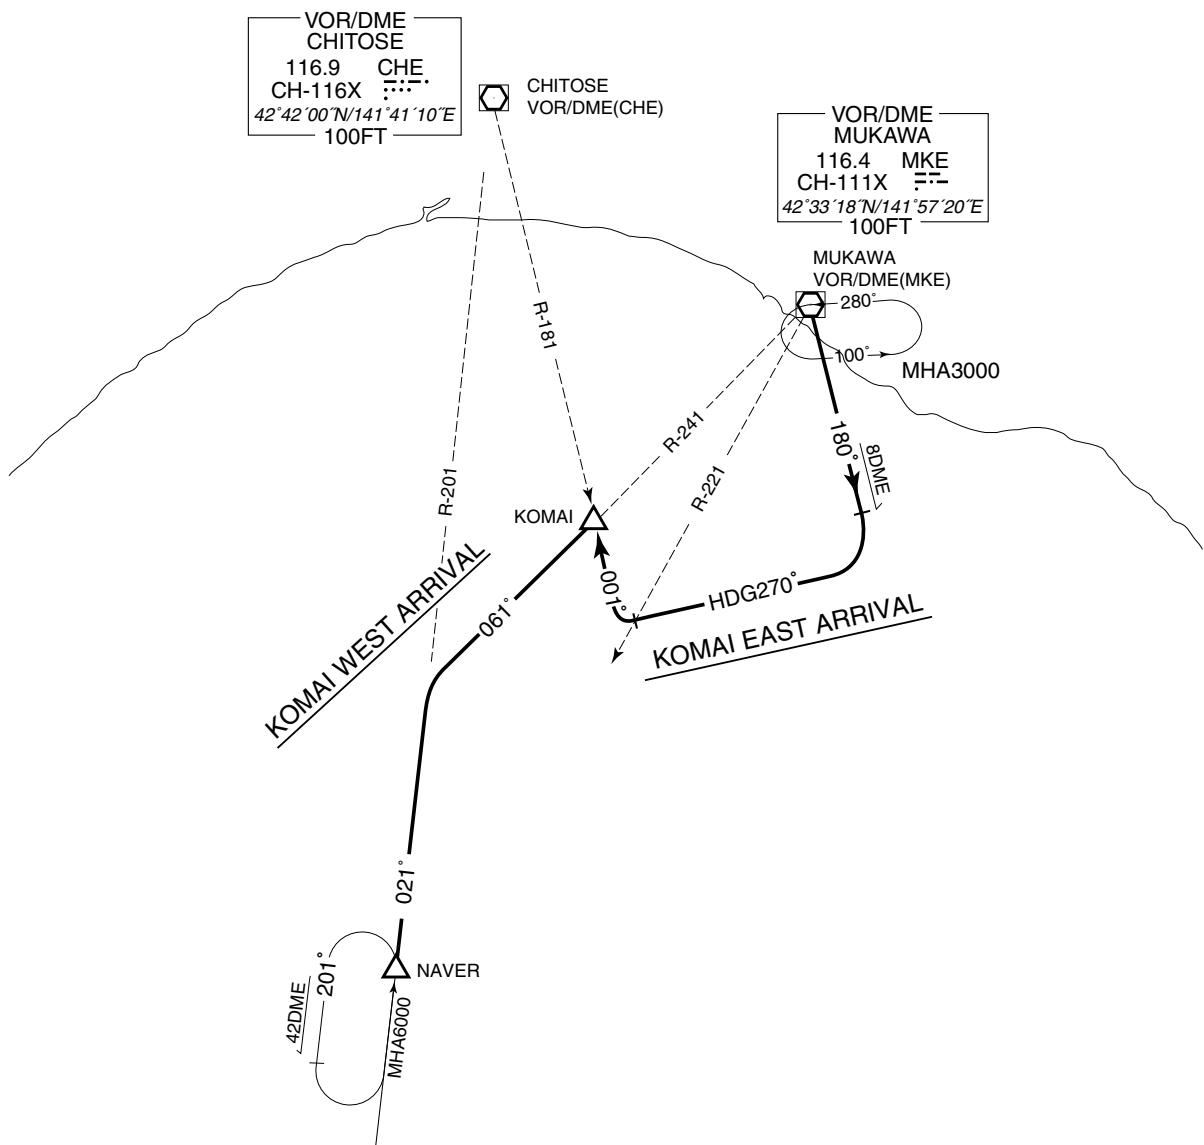 VOR/DME
CHITOSE
116.9 CHE
CH-116X
42°42´00˝N/141°41´10˝E
100FT
CHITOSE
VOR/DME(CHE)
VOR/DME
MUKAWA
116.4 MKE
CH-111X
42°33´18˝N/141°57´20˝E
100FT
MUKAWA
VOR/DME(MKE)
280°
100°
MHA3000
R-181
R-241
R-221
R-201
180°
8DME
KOMAI
001°
HDG270°
KOMAI EAST ARRIVAL
KOMAI WEST ARRIVAL
061°
021°
NAVER
201°
42DME
MHA6000